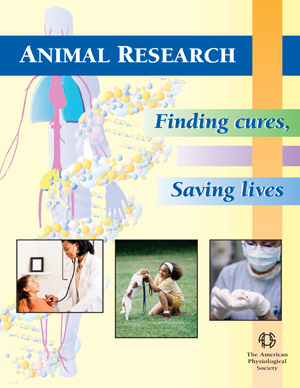 ANIMAL RESEARCH
Finding cures,
Saving lives
The American
Physiological
Society